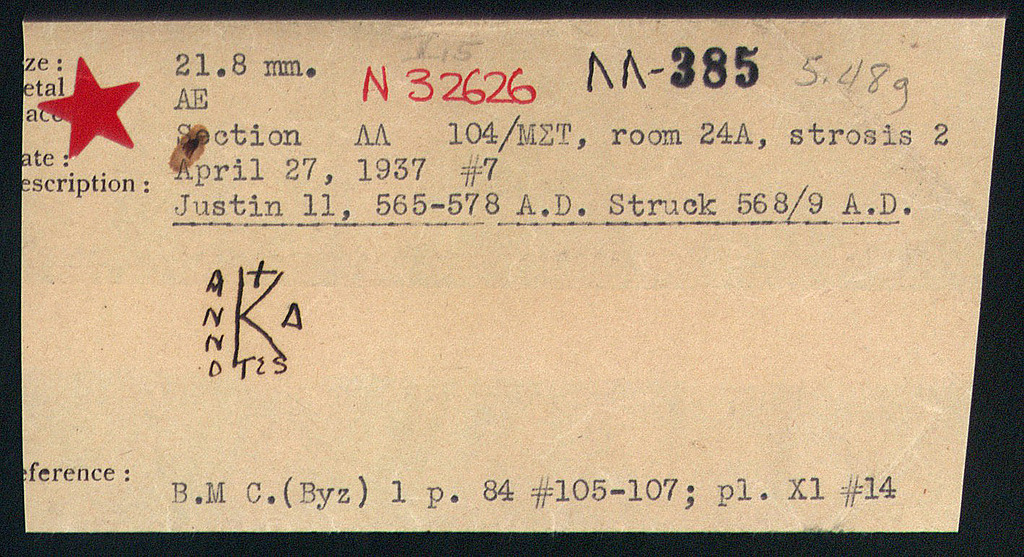 ze: 21.8 mm. N 32626 ΛΛ-385 5.48g
etal AE
ace Section ΛΛ 104/ΜΣΤ, room 24A, strosis 2
ate: April 27, 1937 #7
escription: Justin 11, 565-578 A.D. Struck 568/9 A.D.
A
N
N
O
K
+
Δ
TES
eference: B.M C.(Byz) 1 p. 84 #105-107; pl. X1 #14